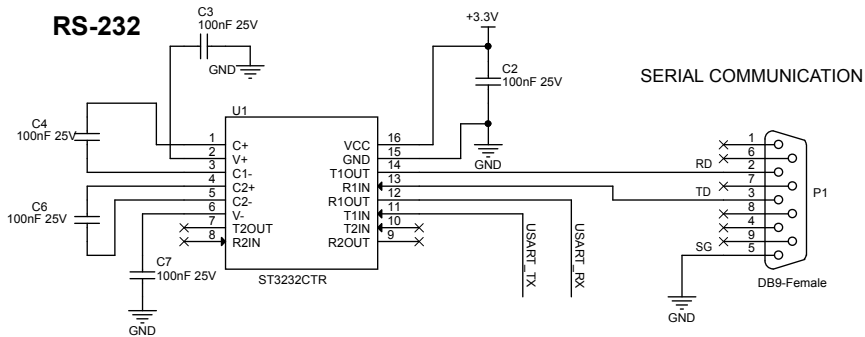 RS-232
C3
100nF 25V
GND
+3.3V
C2
100nF 25V
GND
SERIAL COMMUNICATION
C4
100nF 25V
C6
100nF 25V
C7
100nF 25V
GND
U1
1 C+
2 V+
3 C1-
4 C2+
5 C2-
6 V-
7 T2OUT
8 R2IN
VCC 16
GND 15
T1OUT 14
R1IN 13
R1OUT 12
T1IN 11
T2IN 10
R2OUT 9
ST3232CTR
USART_TX
USART_RX
1
6
RD 2
7
TD 3
8
4
9
SG 5
P1
DB9-Female
GND